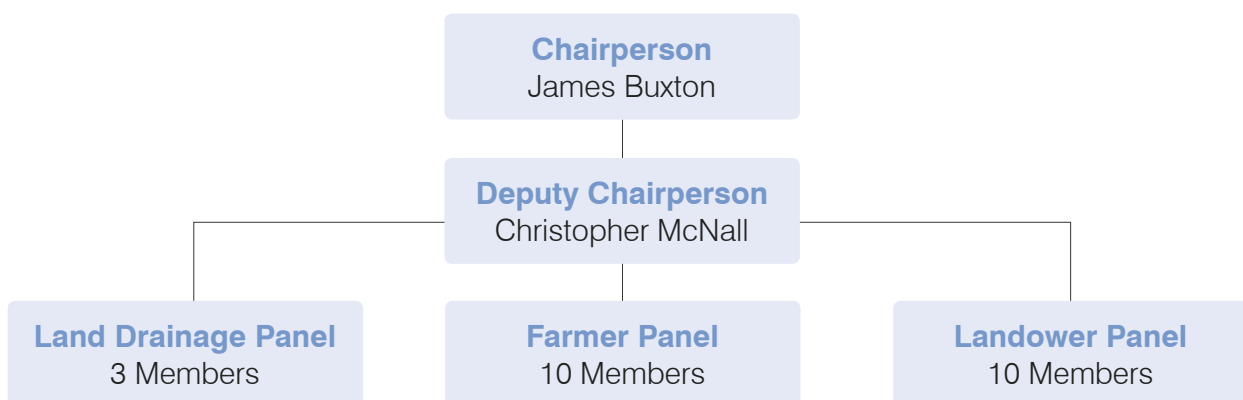 Chairperson
James Buxton
Deputy Chairperson
Christopher McNall
Land Drainage Panel
3 Members
Farmer Panel
10 Members
Landower Panel
10 Members